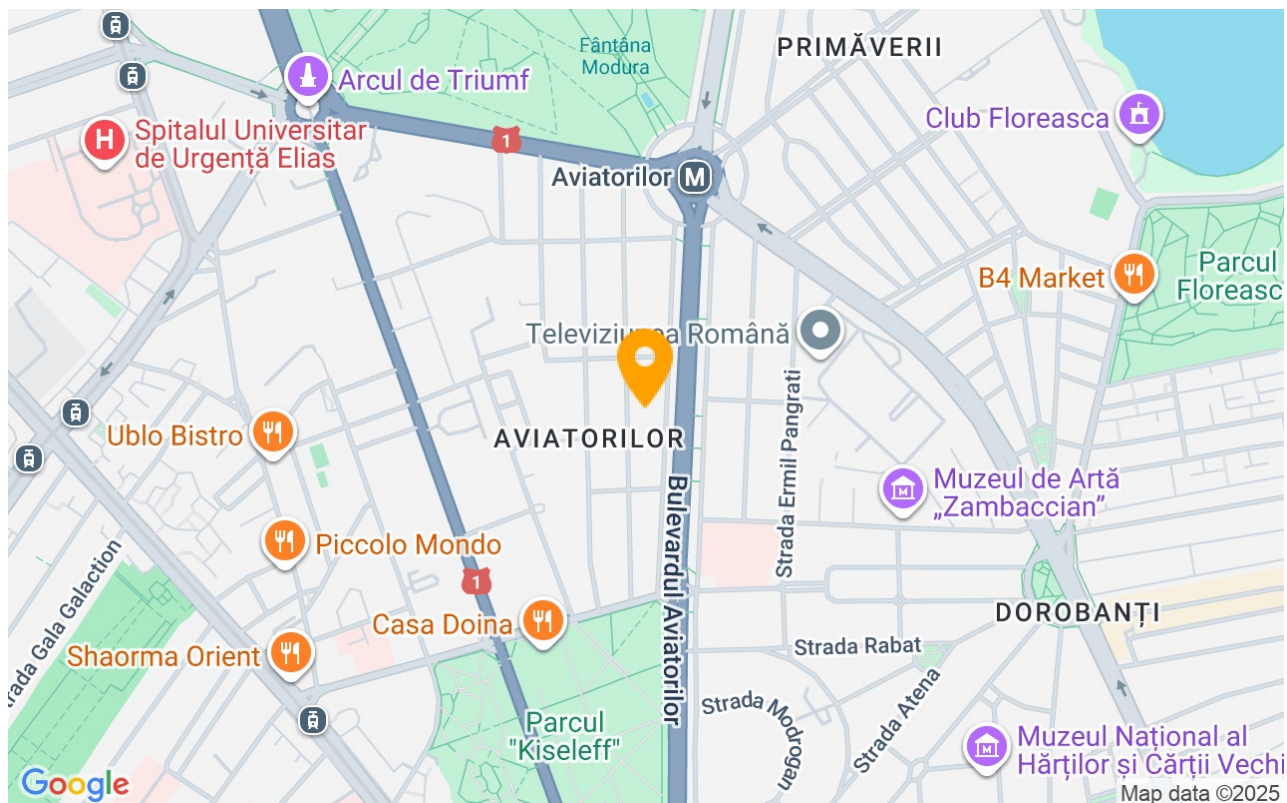 PRIMĂVERII
Fântâna
Modura
Arcul de Triumf
Club Floreasca
H
Spitalul Universitar
de Urgență Elias
1
Aviatorilor
M
B4 Market
Parcul
Floreasc
Televiziunea Română
Ublo Bistro
AVIATORILOR
Strada Ermil Pangrati
Muzeul de Artă
„Zambaccian”
Bulevardul Aviatorilor
Piccolo Mondo
1
Strada Gala Galaction
Casa Doina
DOROBANȚI
Shaorma Orient
Strada Rabat
Strada Atena
Strada Modrogan
Parcul
"Kiseleff"
Muzeul Național al
Hărților și Cărții Vechi
Google
Map data ©2025